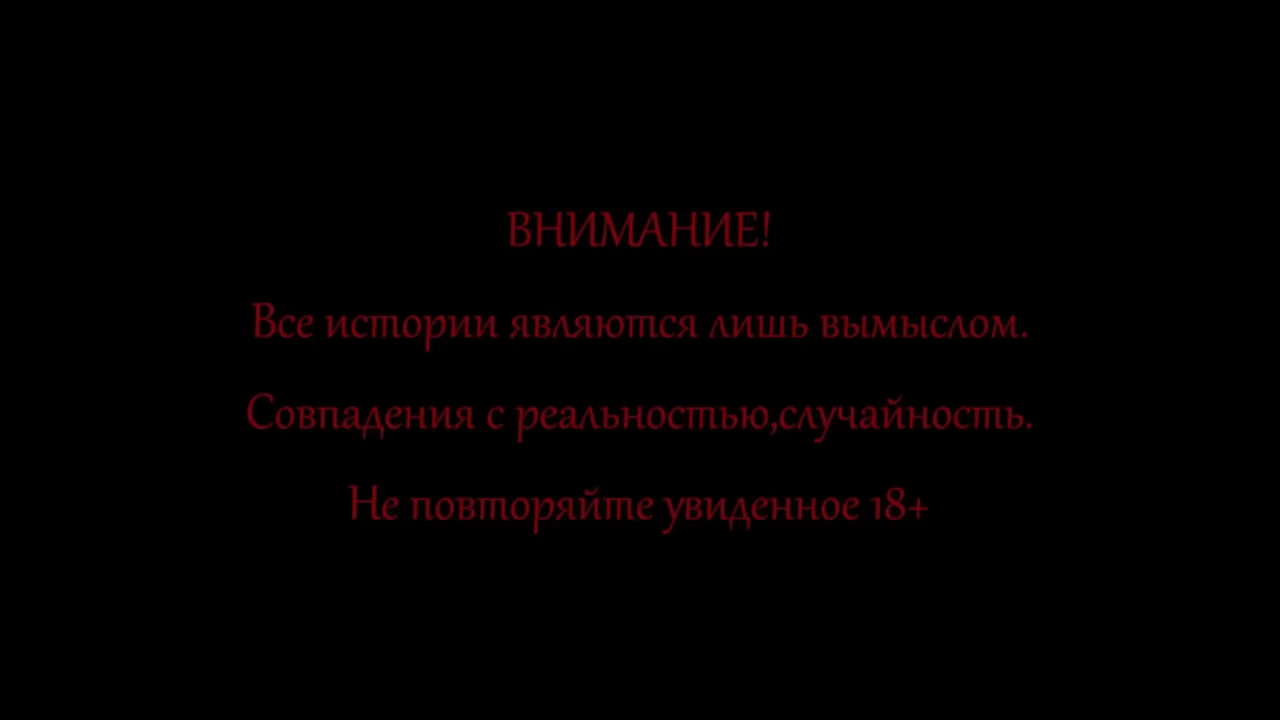 ВНИМАНИЕ!
Все истории являются лишь вымыслом.
Совпадения с реальностью,случайность.
Не повторяйте увиденное 18+